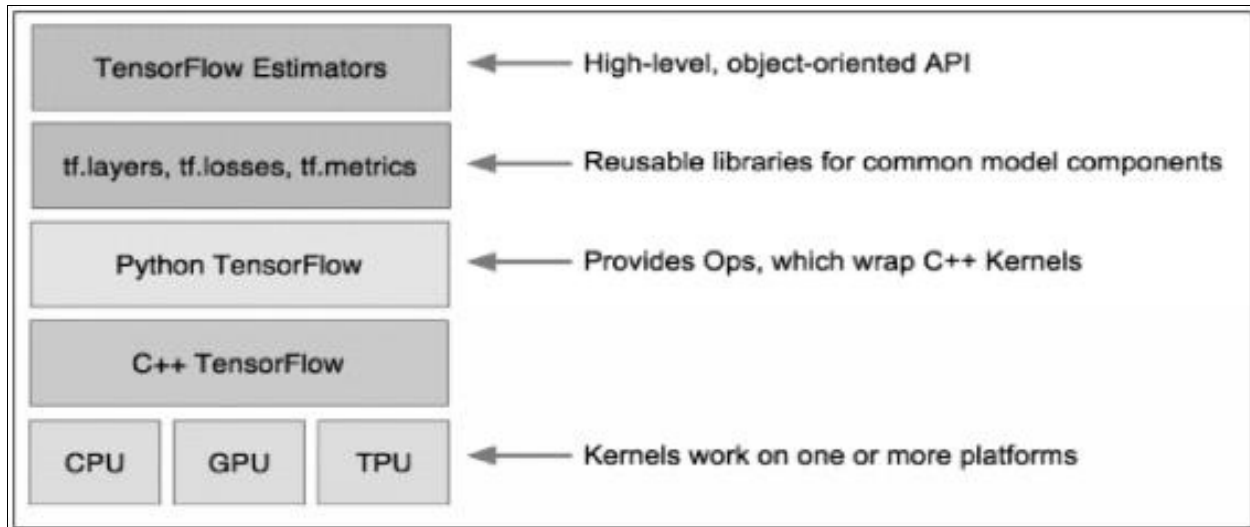 TensorFlow Estimators
High-level, object-oriented API
tf.layers, tf.losses, tf.metrics
Reusable libraries for common model components
Python TensorFlow
Provides Ops, which wrap C++ Kernels
C++ TensorFlow
CPU
GPU
TPU
Kernels work on one or more platforms